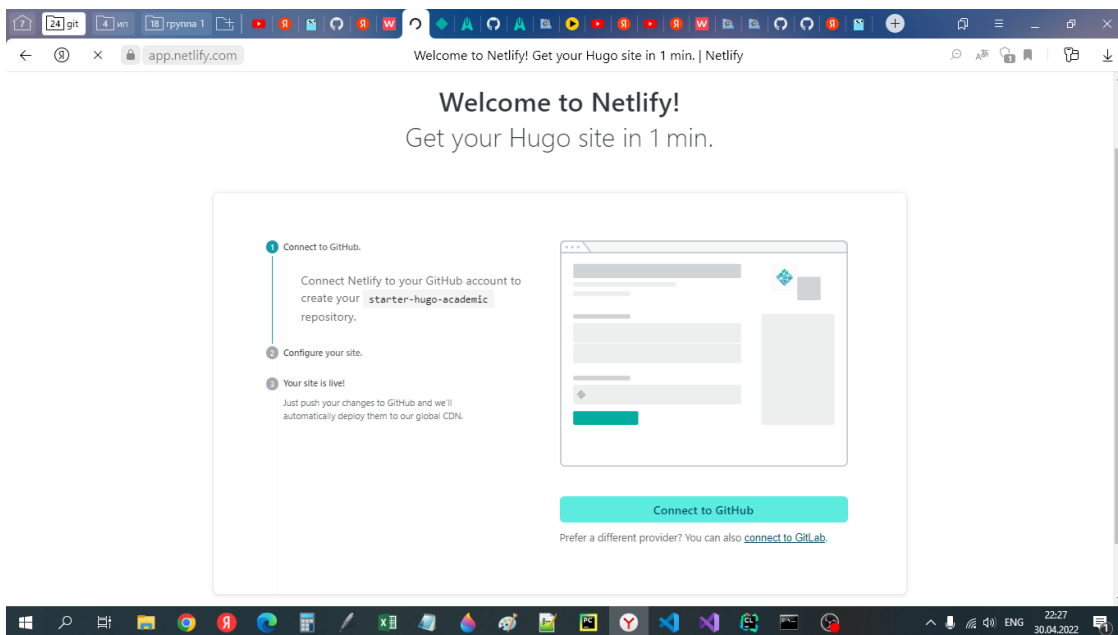 7 24 git 4 ип 18 группа 1
app.netlify.com Welcome to Netlify! Get your Hugo site in 1 min. | Netlify
Welcome to Netlify!
Get your Hugo site in 1 min.
1 Connect to GitHub.
Connect Netlify to your GitHub account to
create your starter-hugo-academic
repository.
2 Configure your site.
3 Your site is live!
Just push your changes to GitHub and we'll
automatically deploy them to our global CDN.
Connect to GitHub
Prefer a different provider? You can also connect to GitLab.
ENG 22:27
30.04.2022